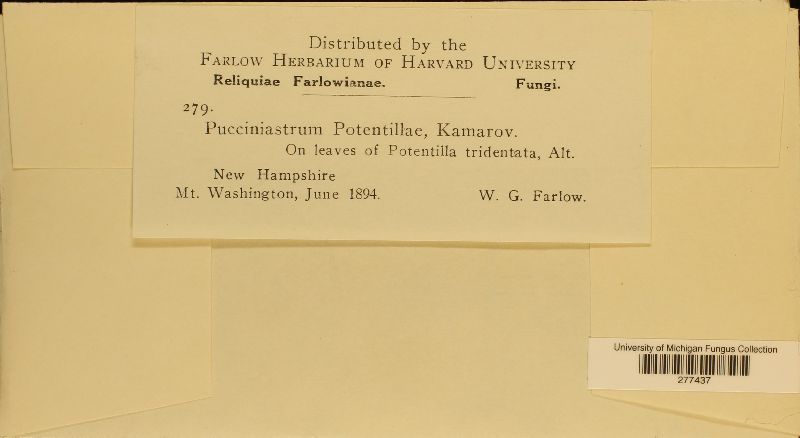 Distributed by the
Farlow Herbarium of Harvard University
Reliquiae Farlowianae. Fungi.
279.
Pucciniastrum Potentillae, Kamarov.
On leaves of Potentilla tridentata, Alt.
New Hampshire
Mt. Washington, June 1894. W. G. Farlow.
University of Michigan Fungus Collection
277437